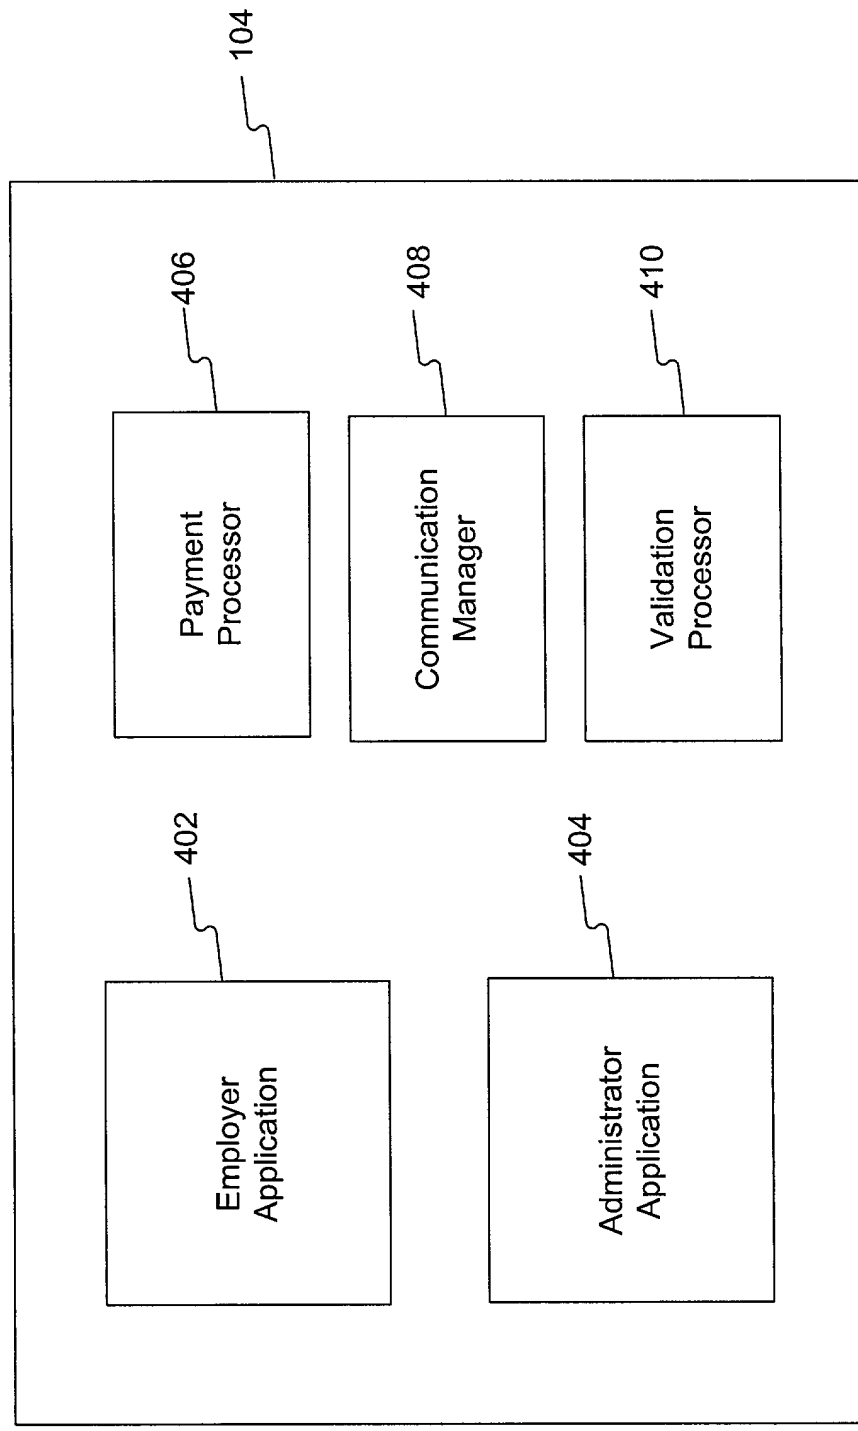 104
402
Employer
Application
406
Payment
Processor
408
Communication
Manager
404
Administrator
Application
410
Validation
Processor